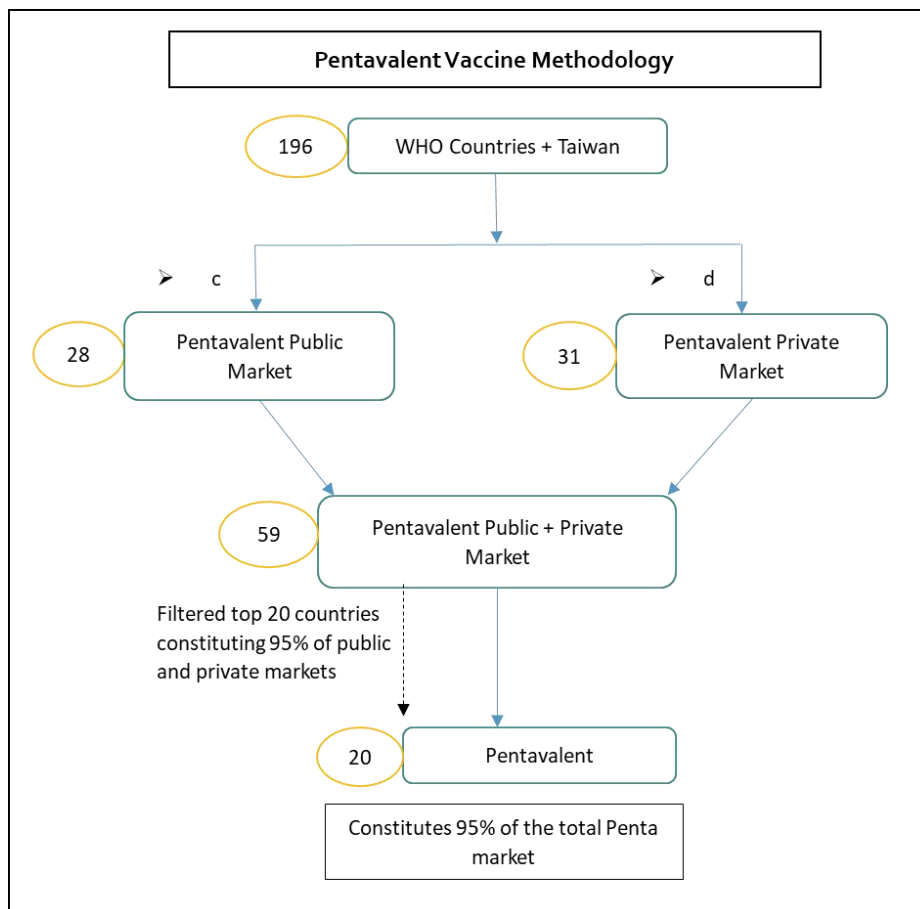 Pentavalent Vaccine Methodology
196
WHO Countries + Taiwan
➢ c
➢ d
28
Pentavalent Public
Market
31
Pentavalent Private
Market
59
Pentavalent Public + Private
Market
Filtered top 20 countries
constituting 95% of public
and private markets
20
Pentavalent
Constitutes 95% of the total Penta
market